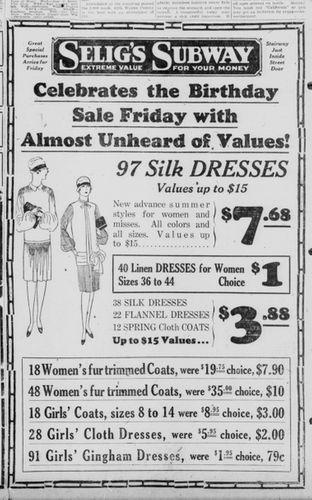 Great
Special
Purchases
Arrive for
Friday
SELIG'S SUBWAY
EXTREME VALUE FOR YOUR MONEY
Stairway
Just
Inside
Street
Door
Celebrates the Birthday
Sale Friday with
Almost Unheard of Values!
97 Silk DRESSES
Values up to $15
New advance summer
styles for women and
misses. All colors and
all sizes. Values up
to $15
$7.68
40 Linen DRESSES for Women
Sizes 36 to 44 Choice
$1
38 SILK DRESSES
22 FLANNEL DRESSES
12 SPRING Cloth COATS
Up to $15 Values...
$3.88
18 Women's fur trimmed Coats, were $19.75 choice, $7.90
48 Women's fur trimmed Coats, were $35.00 choice, $10
18 Girls' Coats, sizes 8 to 14 were $8.95 choice, $3.00
28 Girls' Cloth Dresses, were $5.95 choice, $2.00
91 Girls' Gingham Dresses, were $1.95 choice, 79c